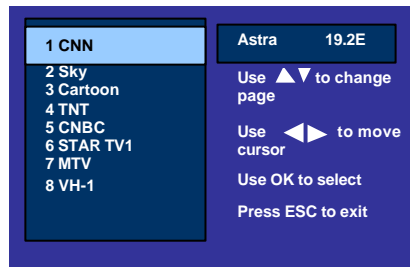 1 CNN
2 Sky
3 Cartoon
4 TNT
5 CNBC
6 STAR TV1
7 MTV
8 VH-1
Astra 19.2E
Use ▲▼ to change
page
Use ◀▶ to move
cursor
Use OK to select
Press ESC to exit